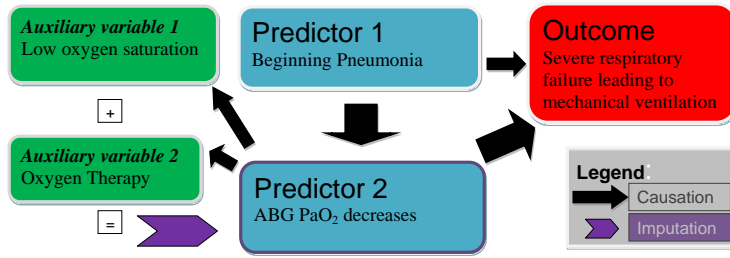 Auxiliary variable 1
Low oxygen saturation
+
Auxiliary variable 2
Oxygen Therapy
=
Predictor 1
Beginning Pneumonia
Predictor 2
ABG PaO₂ decreases
Outcome
Severe respiratory
failure leading to
mechanical ventilation
Legend:
Causation
Imputation